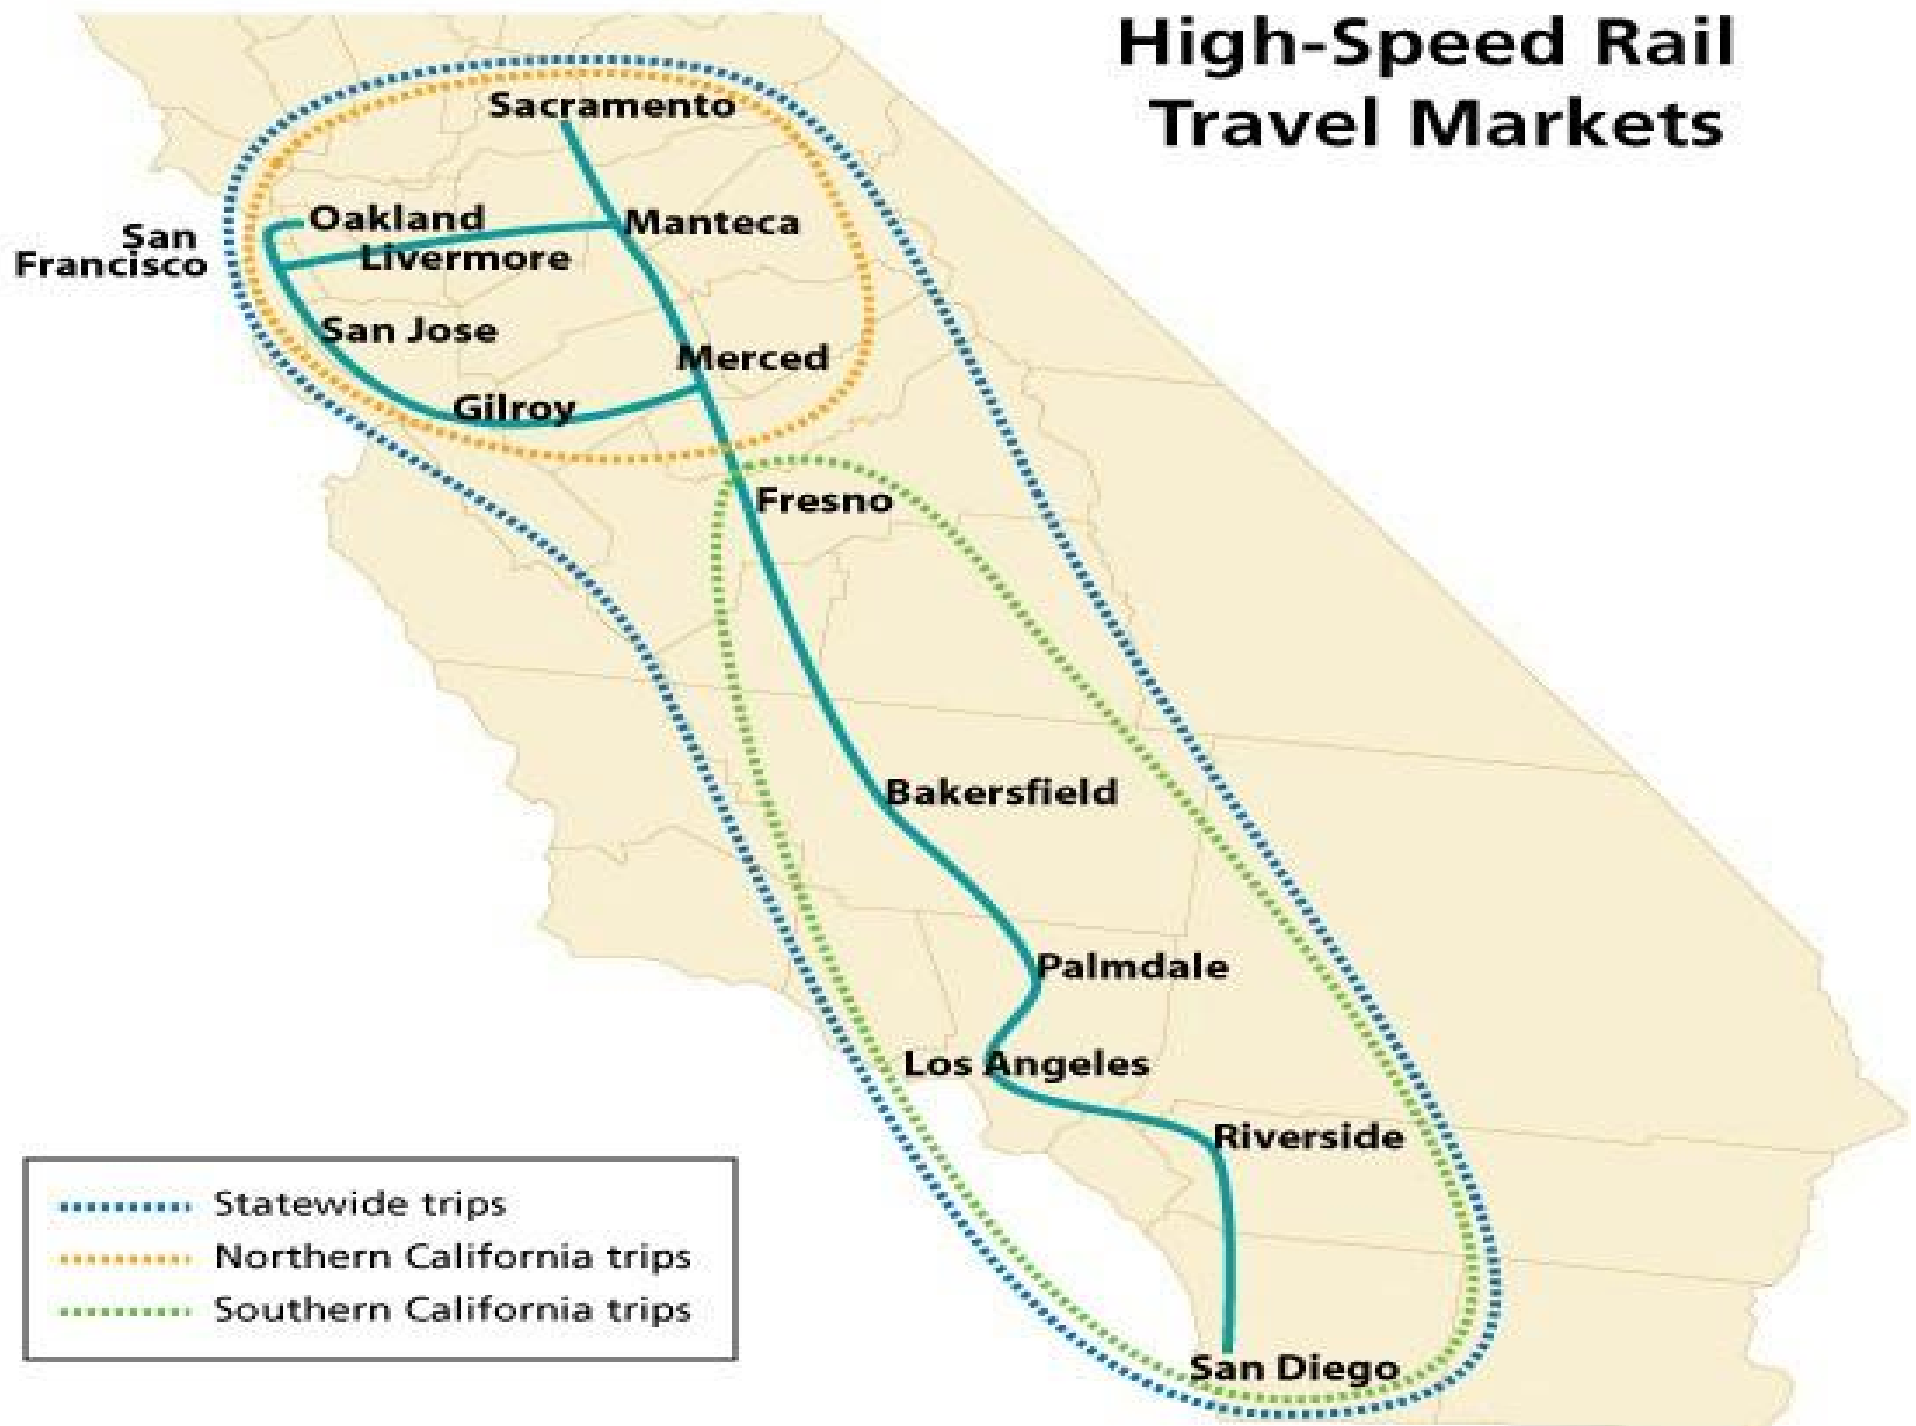 High-Speed Rail
Travel Markets
Sacramento
Oakland
Manteca
San
Francisco
Livermore
San Jose
Merced
Gilroy
Fresno
Bakersfield
Palmdale
Los Angeles
Riverside
San Diego
Statewide trips
Northern California trips
Southern California trips